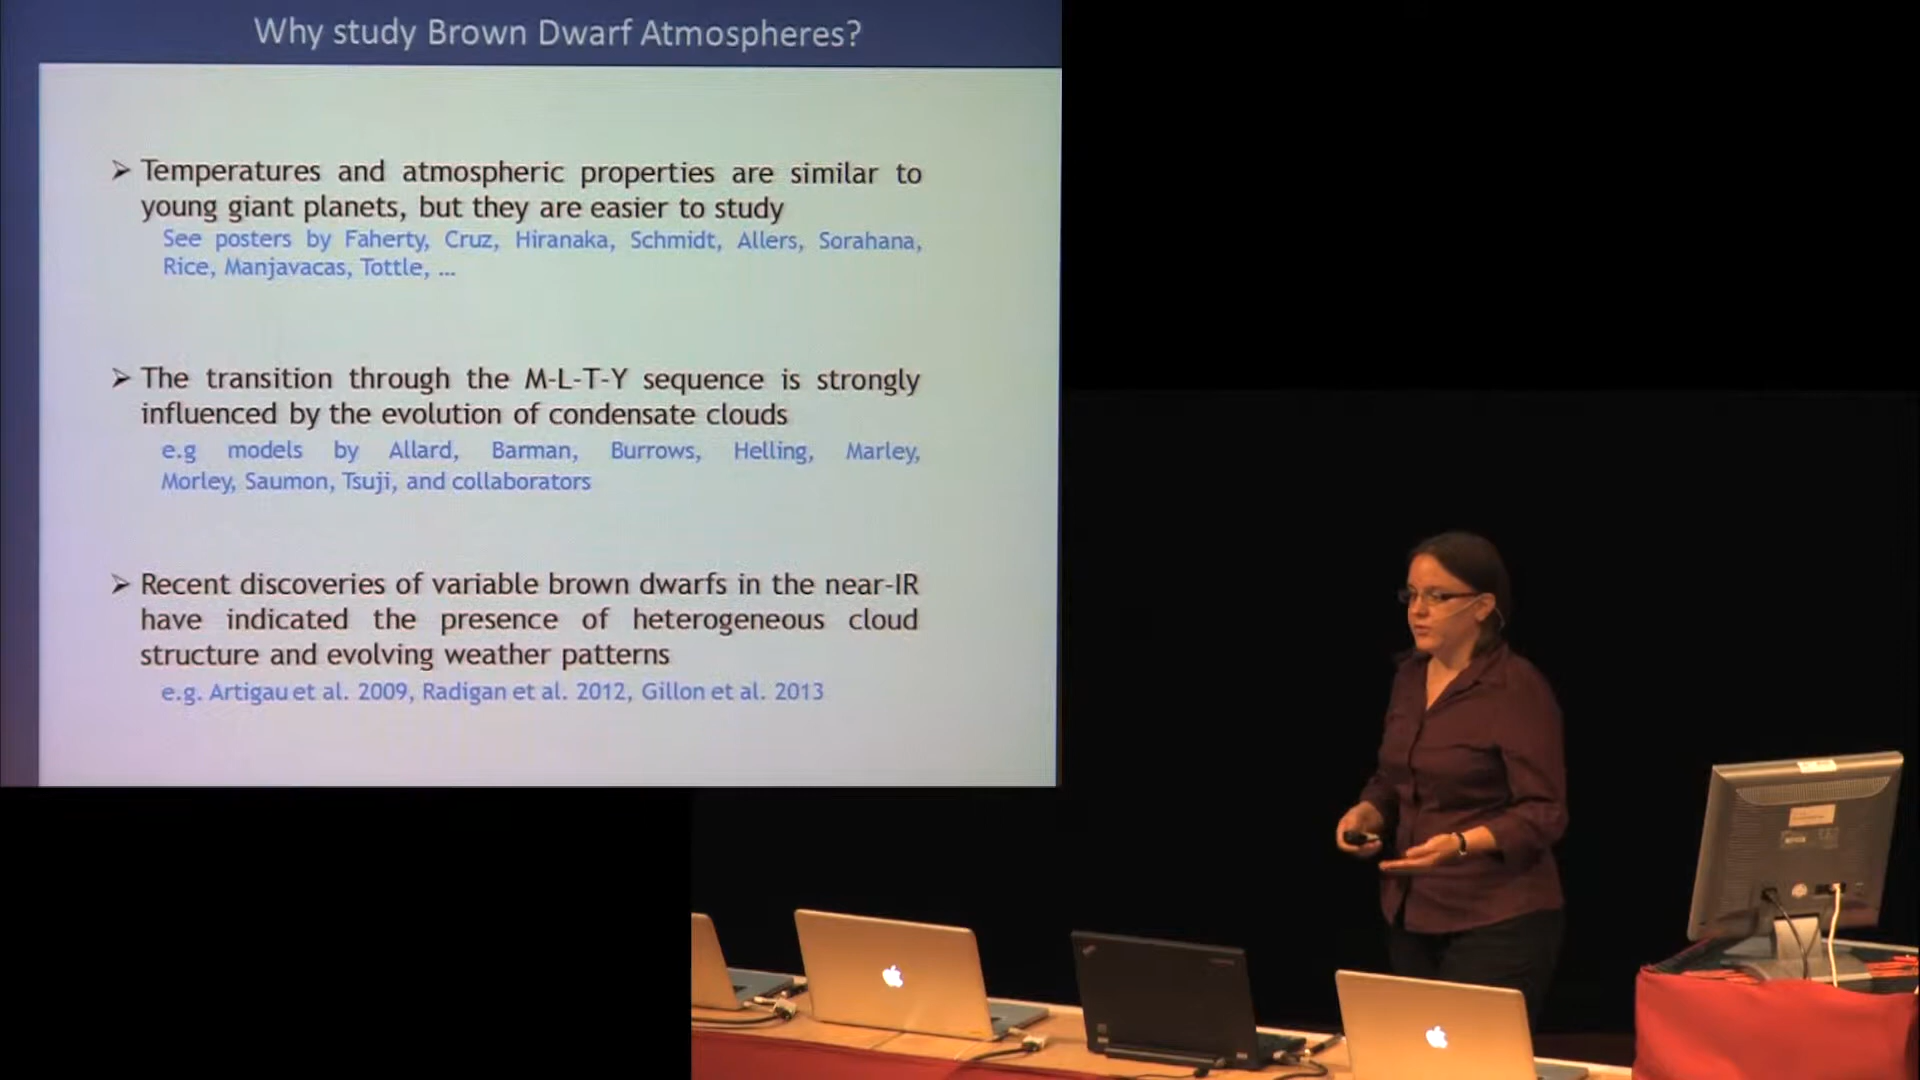 Why study Brown Dwarf Atmospheres?
➤ Temperatures and atmospheric properties are similar to
young giant planets, but they are easier to study
See posters by Faherty, Cruz, Hiranaka, Schmidt, Allers, Sorahana,
Rice, Manjavacas, Tottle, ...
➤ The transition through the M-L-T-Y sequence is strongly
influenced by the evolution of condensate clouds
e.g models by Allard, Barman, Burrows, Helling, Marley,
Morley, Saumon, Tsuji, and collaborators
➤ Recent discoveries of variable brown dwarfs in the near-IR
have indicated the presence of heterogeneous cloud
structure and evolving weather patterns
e.g. Artigau et al. 2009, Radigan et al. 2012, Gillon et al. 2013